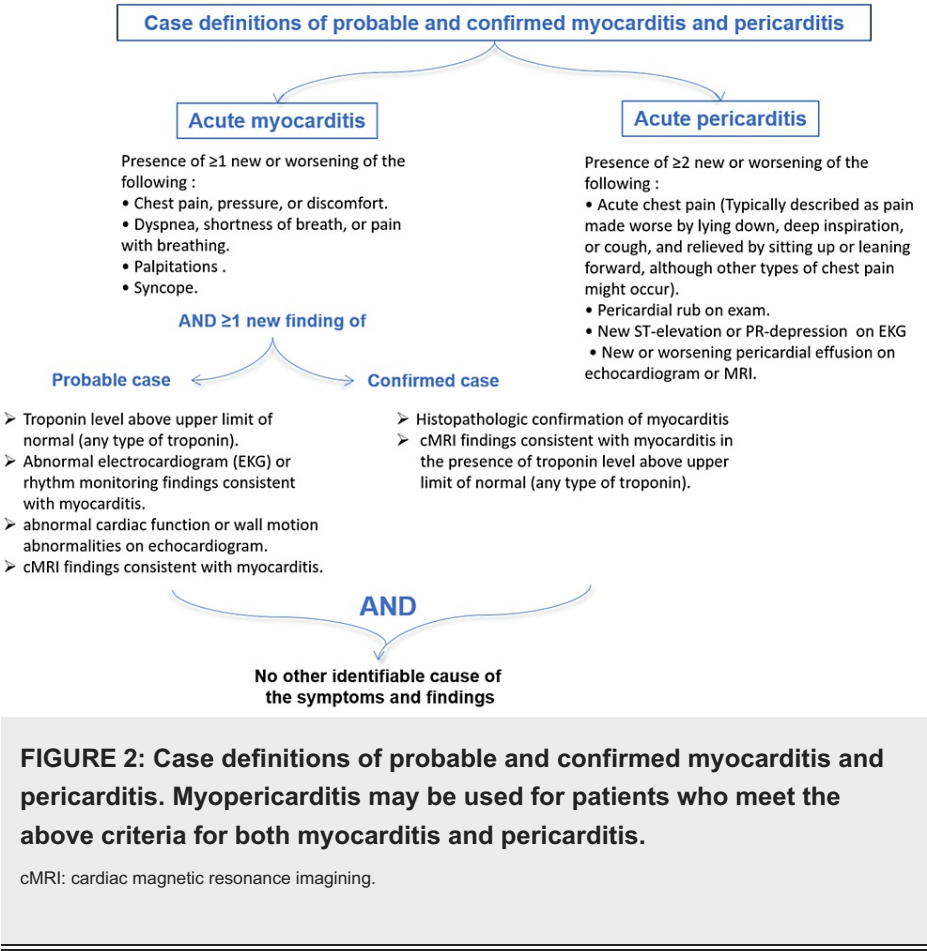 Case definitions of probable and confirmed myocarditis and pericarditis
Acute myocarditis
Presence of ≥1 new or worsening of the
following :
• Chest pain, pressure, or discomfort.
• Dyspnea, shortness of breath, or pain
with breathing.
• Palpitations .
• Syncope.
AND ≥1 new finding of
Probable case
➢ Troponin level above upper limit of
normal (any type of troponin).
➢ Abnormal electrocardiogram (EKG) or
rhythm monitoring findings consistent
with myocarditis.
➢ abnormal cardiac function or wall motion
abnormalities on echocardiogram.
➢ cMRI findings consistent with myocarditis.
Confirmed case
➢ Histopathologic confirmation of myocarditis
➢ cMRI findings consistent with myocarditis in
the presence of troponin level above upper
limit of normal (any type of troponin).
Acute pericarditis
Presence of ≥2 new or worsening of the
following :
• Acute chest pain (Typically described as pain
made worse by lying down, deep inspiration,
or cough, and relieved by sitting up or leaning
forward, although other types of chest pain
might occur).
• Pericardial rub on exam.
• New ST-elevation or PR-depression on EKG
• New or worsening pericardial effusion on
echocardiogram or MRI.
AND
No other identifiable cause of
the symptoms and findings
FIGURE 2: Case definitions of probable and confirmed myocarditis and
pericarditis. Myopericarditis may be used for patients who meet the
above criteria for both myocarditis and pericarditis.
cMRI: cardiac magnetic resonance imagining.